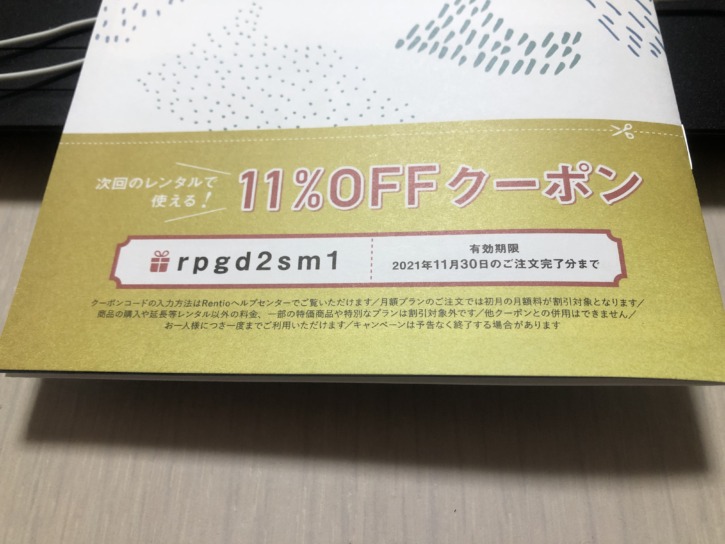 次回のレンタルで
使える!
11%OFFクーポン
rpgd2sm1
有効期限
2021年11月30日のご注文完了分まで
クーポンコードの入力方法はRentioヘルプセンターでご覧いただけます/月額プランのご注文では初月の月額料が割引対象となります/
商品の購入や延長等レンタル以外の料金、一部の特価商品や特別なプランは割引対象外です/他クーポンとの併用はできません/
お一人様につき一度までご利用いただけます/キャンペーンは予告なく終了する場合があります